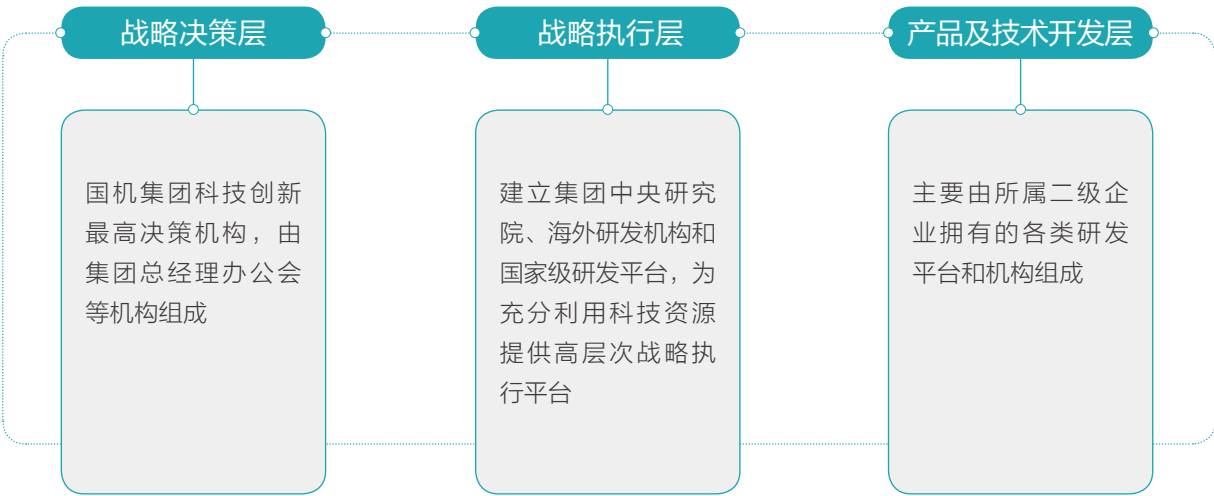 战略决策层
国机集团科技创新
最高决策机构，由
集团总经理办公会
等机构组成
战略执行层
建立集团中央研究
院、海外研发机构和
国家级研发平台，为
充分利用科技资源
提供高层次战略执
行平台
产品及技术开发层
主要由所属二级企
业拥有的各类研发
平台和机构组成